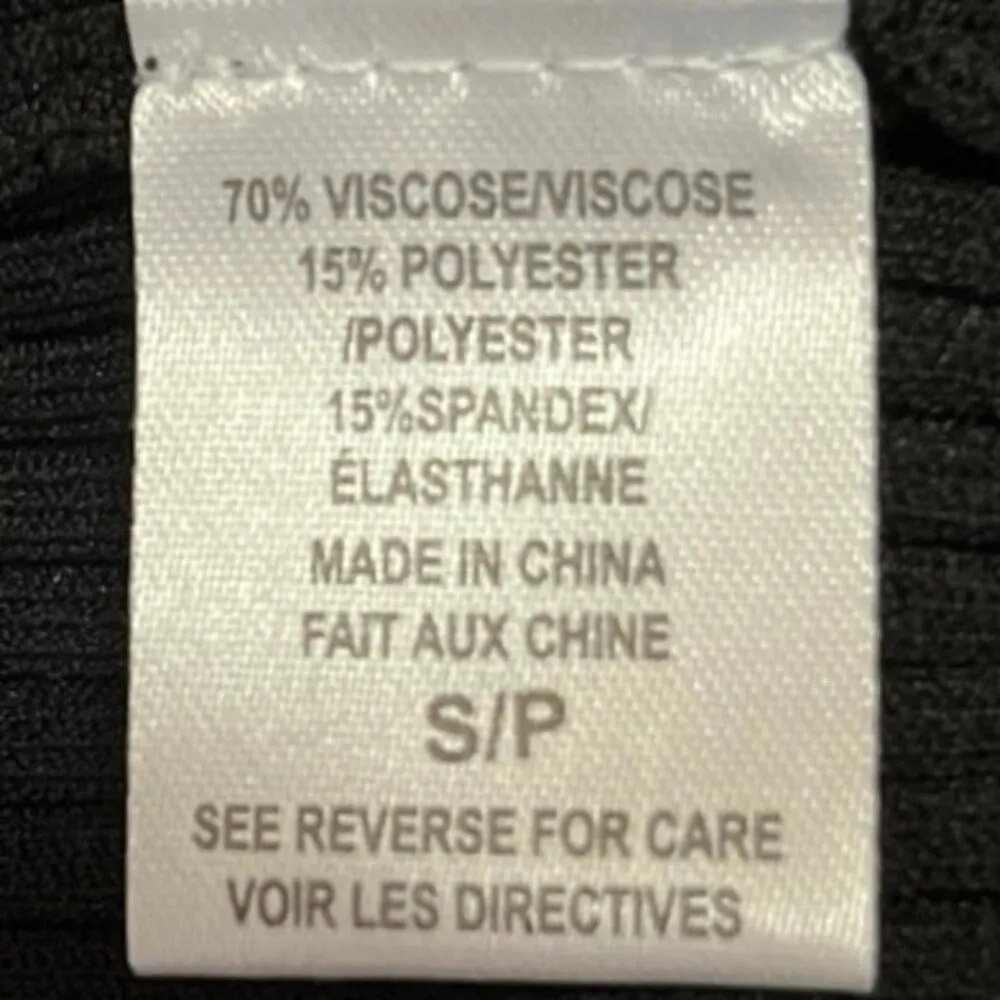 70% VISCOSE/VISCOSE
15% POLYESTER
/POLYESTER
15%SPANDEX/
ÉLASTHANNE
MADE IN CHINA
FAIT AUX CHINE
S/P
SEE REVERSE FOR CARE
VOIR LES DIRECTIVES